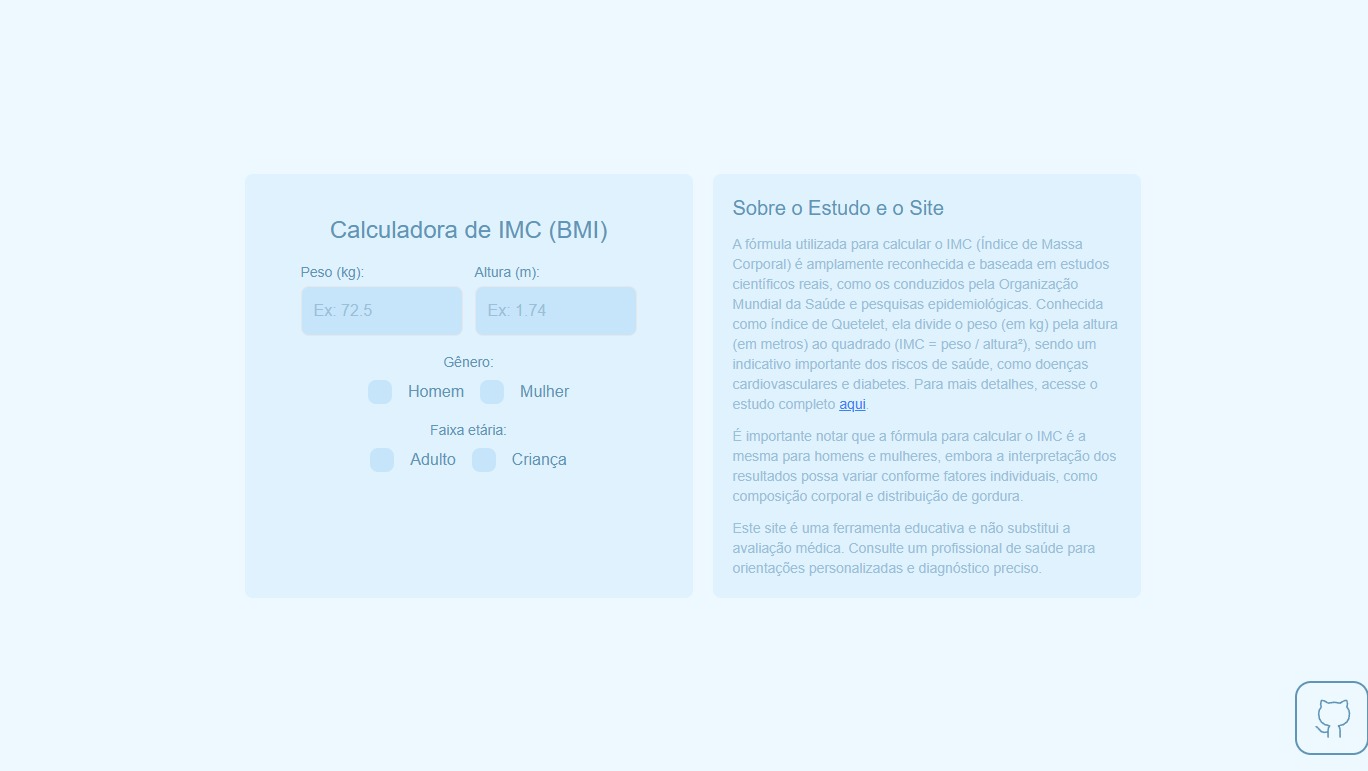 Calculadora de IMC (BMI)
Peso (kg):
Altura (m):
Ex: 72.5
Ex: 1.74
Gênero:
Homem
Mulher
Faixa etária:
Adulto
Criança
Sobre o Estudo e o Site
A fórmula utilizada para calcular o IMC (Índice de Massa
Corporal) é amplamente reconhecida e baseada em estudos
científicos reais, como os conduzidos pela Organização
Mundial da Saúde e pesquisas epidemiológicas. Conhecida
como índice de Quetelet, ela divide o peso (em kg) pela altura
(em metros) ao quadrado (IMC = peso / altura²), sendo um
indicativo importante dos riscos de saúde, como doenças
cardiovasculares e diabetes. Para mais detalhes, acesse o
estudo completo aqui.
É importante notar que a fórmula para calcular o IMC é a
mesma para homens e mulheres, embora a interpretação dos
resultados possa variar conforme fatores individuais, como
composição corporal e distribuição de gordura.
Este site é uma ferramenta educativa e não substitui a
avaliação médica. Consulte um profissional de saúde para
orientações personalizadas e diagnóstico preciso.